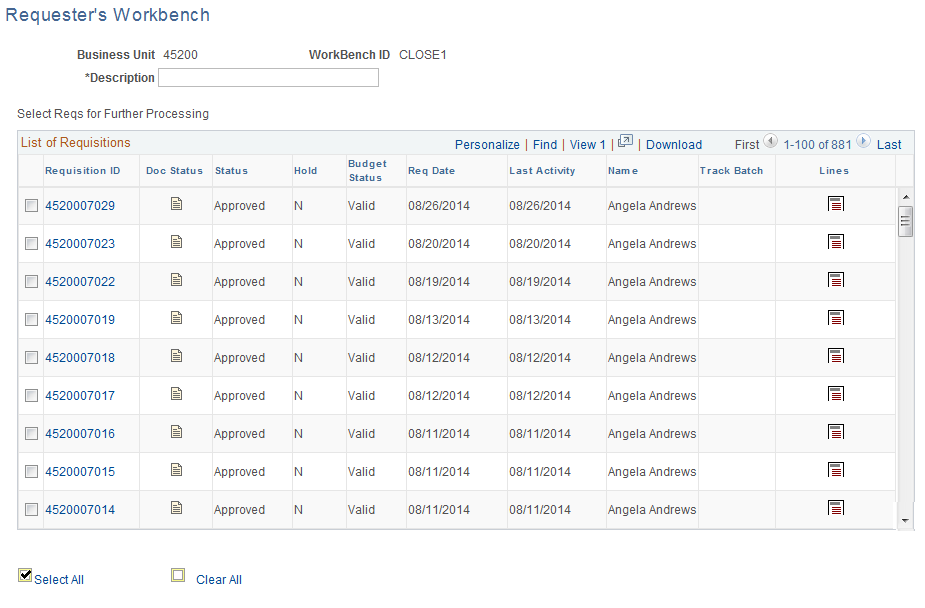 Requester's Workbench
Business Unit 45200 WorkBench ID CLOSE1
*Description
Select Reqs for Further Processing
List of Requisitions Personalize | Find | View 1 | | Download First 1-100 of 881 Last
Requisition ID Doc Status Status Hold Budget Status Req Date Last Activity Name Track Batch Lines
4520007029 Approved N Valid 08/26/2014 08/26/2014 Angela Andrews
4520007023 Approved N Valid 08/20/2014 08/20/2014 Angela Andrews
4520007022 Approved N Valid 08/19/2014 08/19/2014 Angela Andrews
4520007019 Approved N Valid 08/13/2014 08/13/2014 Angela Andrews
4520007018 Approved N Valid 08/12/2014 08/12/2014 Angela Andrews
4520007017 Approved N Valid 08/12/2014 08/12/2014 Angela Andrews
4520007016 Approved N Valid 08/11/2014 08/11/2014 Angela Andrews
4520007015 Approved N Valid 08/11/2014 08/11/2014 Angela Andrews
4520007014 Approved N Valid 08/11/2014 08/11/2014 Angela Andrews
Select All Clear All